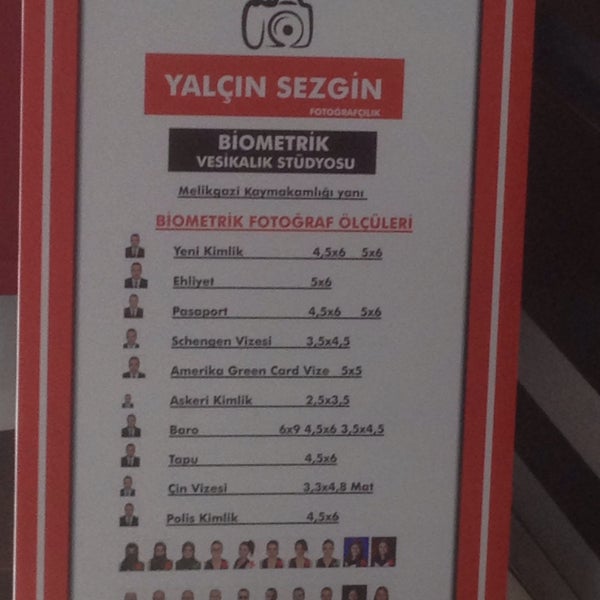 YALÇIN SEZGİN
FOTOĞRAFÇILIK
BİOMETRİK
VESİKALIK STÜDYOSU
Melikgazi Kaymakamlığı yanı
BİOMETRİK FOTOĞRAF ÖLÇÜLERİ
Yeni Kimlik 4,5x6 5x6
Ehliyet 5x6
Pasaport 4,5x6 5x6
Schengen Vizesi 3,5x4,5
Amerika Green Card Vize 5x5
Askeri Kimlik 2,5x3,5
Baro 6x9 4,5x6 3,5x4,5
Tapu 4,5x6
Çin Vizesi 3,3x4,8 Mat
Polis Kimlik 4,5x6